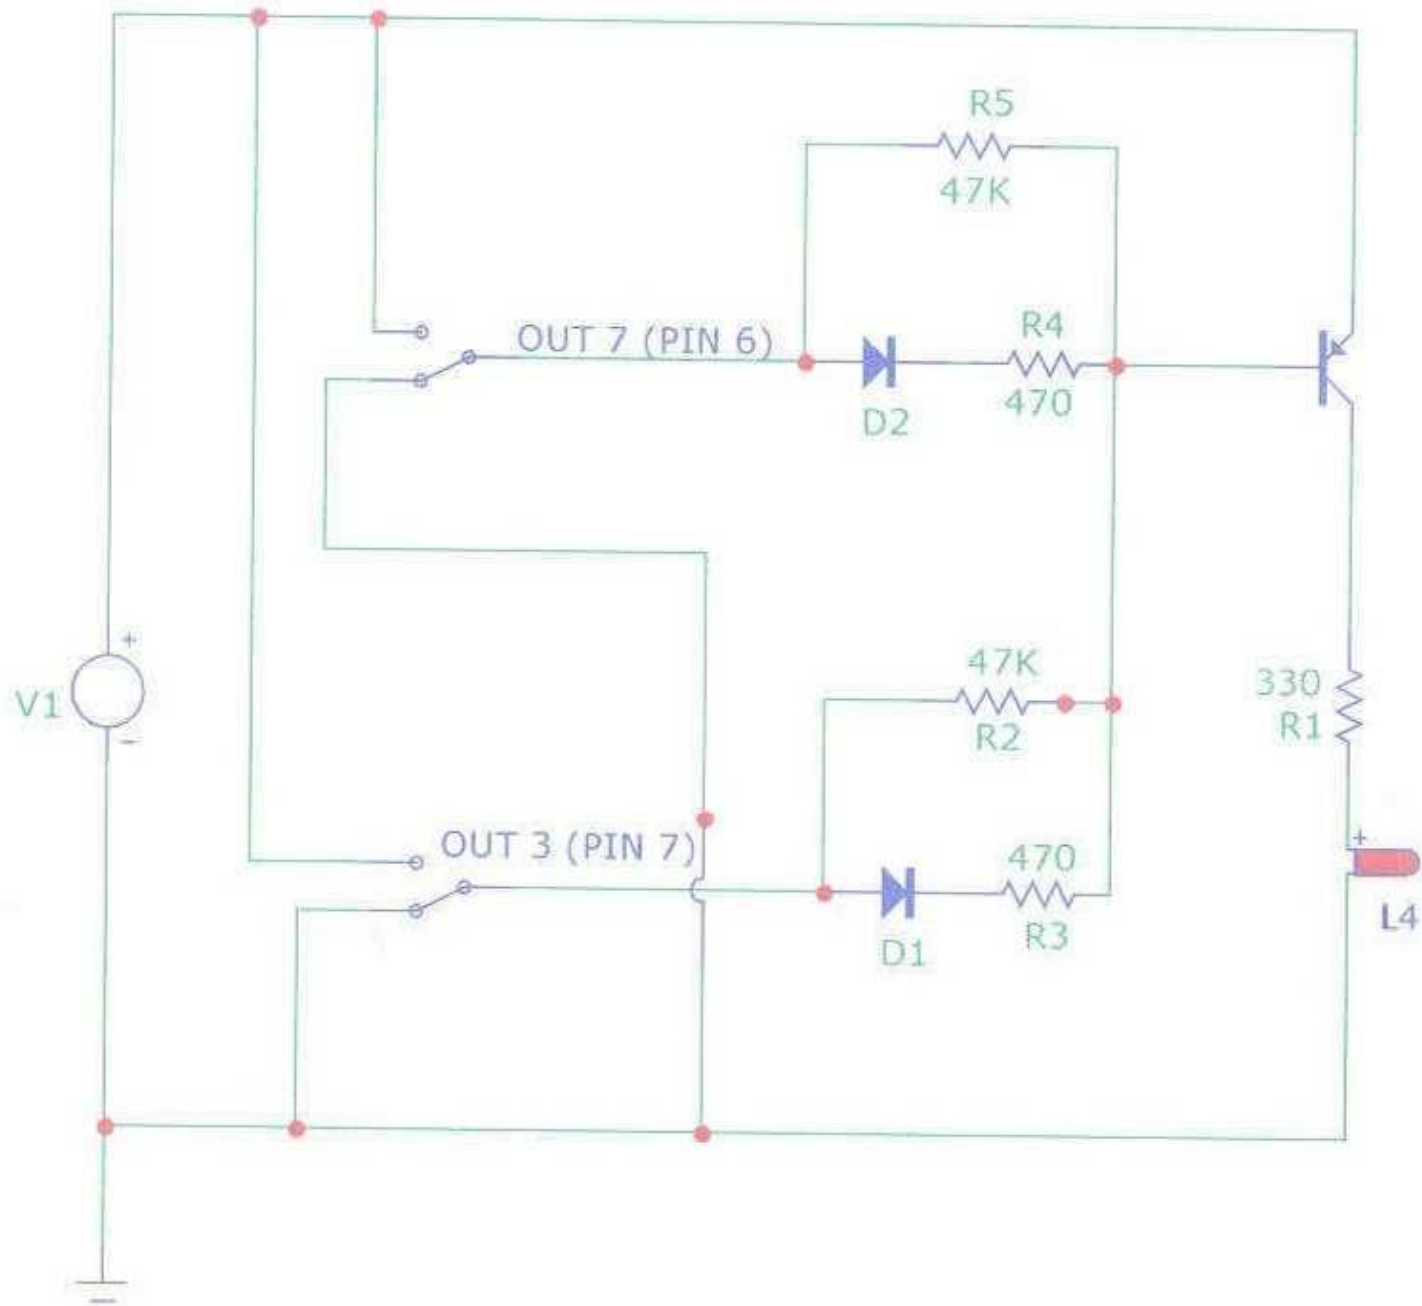 R5
47K
OUT 7 (PIN 6)
R4
470
D2
+
V1
-
47K
R2
330
R1
OUT 3 (PIN 7)
470
R3
D1
+
L4